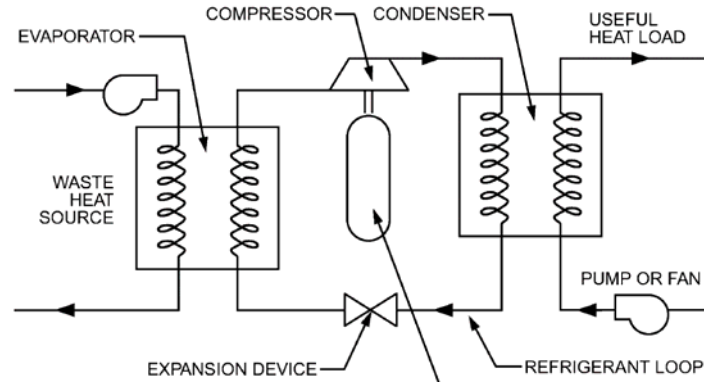 COMPRESSOR
CONDENSER
USEFUL
HEAT LOAD
EVAPORATOR
WASTE
HEAT
SOURCE
PUMP OR FAN
EXPANSION DEVICE
REFRIGERANT LOOP